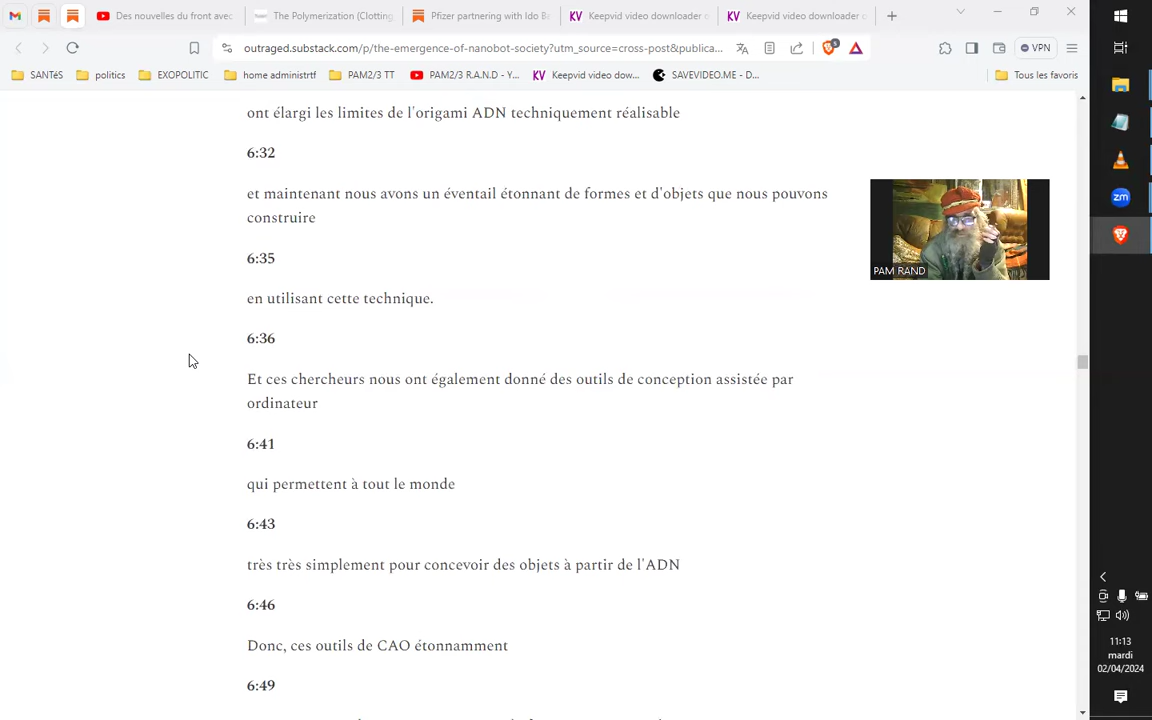 Des nouvelles du front avec
The Polymerization (Clotting
Pfizer partnering with Ido Ba
Keepvid video downloader o
Keepvid video downloader o
outraged.substack.com/p/the-emergence-of-nanobot-society?utm_source=cross-post&publica...
5
VPN
SANTéS
politics
EXOPOLITIC
home administrtf
PAM2/3 TT
PAM2/3 R.A.N.D - Y...
Keepvid video dow...
SAVEVIDEO.ME - D...
Tous les favoris
ont élargi les limites de l'origami ADN techniquement réalisable
6:32
et maintenant nous avons un éventail étonnant de formes et d'objets que nous pouvons
construire
6:35
en utilisant cette technique.
6:36
Et ces chercheurs nous ont également donné des outils de conception assistée par
ordinateur
6:41
qui permettent à tout le monde
6:43
très très simplement pour concevoir des objets à partir de l'ADN
6:46
Donc, ces outils de CAO étonnamment
6:49
PAM RAND
zm
11:13
mardi
02/04/2024